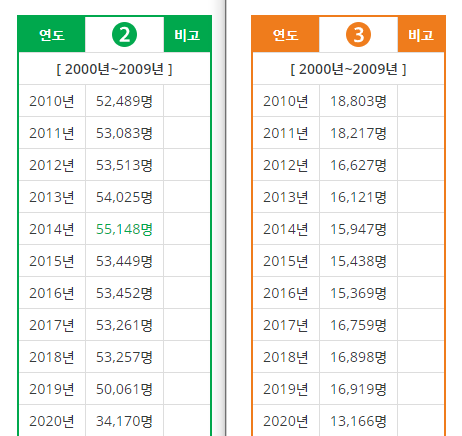 연도 2 비고
[ 2000년~2009년 ]
2010년 52,489명
2011년 53,083명
2012년 53,513명
2013년 54,025명
2014년 55,148명
2015년 53,449명
2016년 53,452명
2017년 53,261명
2018년 53,257명
2019년 50,061명
2020년 34,170명
연도 3 비고
[ 2000년~2009년 ]
2010년 18,803명
2011년 18,217명
2012년 16,627명
2013년 16,121명
2014년 15,947명
2015년 15,438명
2016년 15,369명
2017년 16,759명
2018년 16,898명
2019년 16,919명
2020년 13,166명